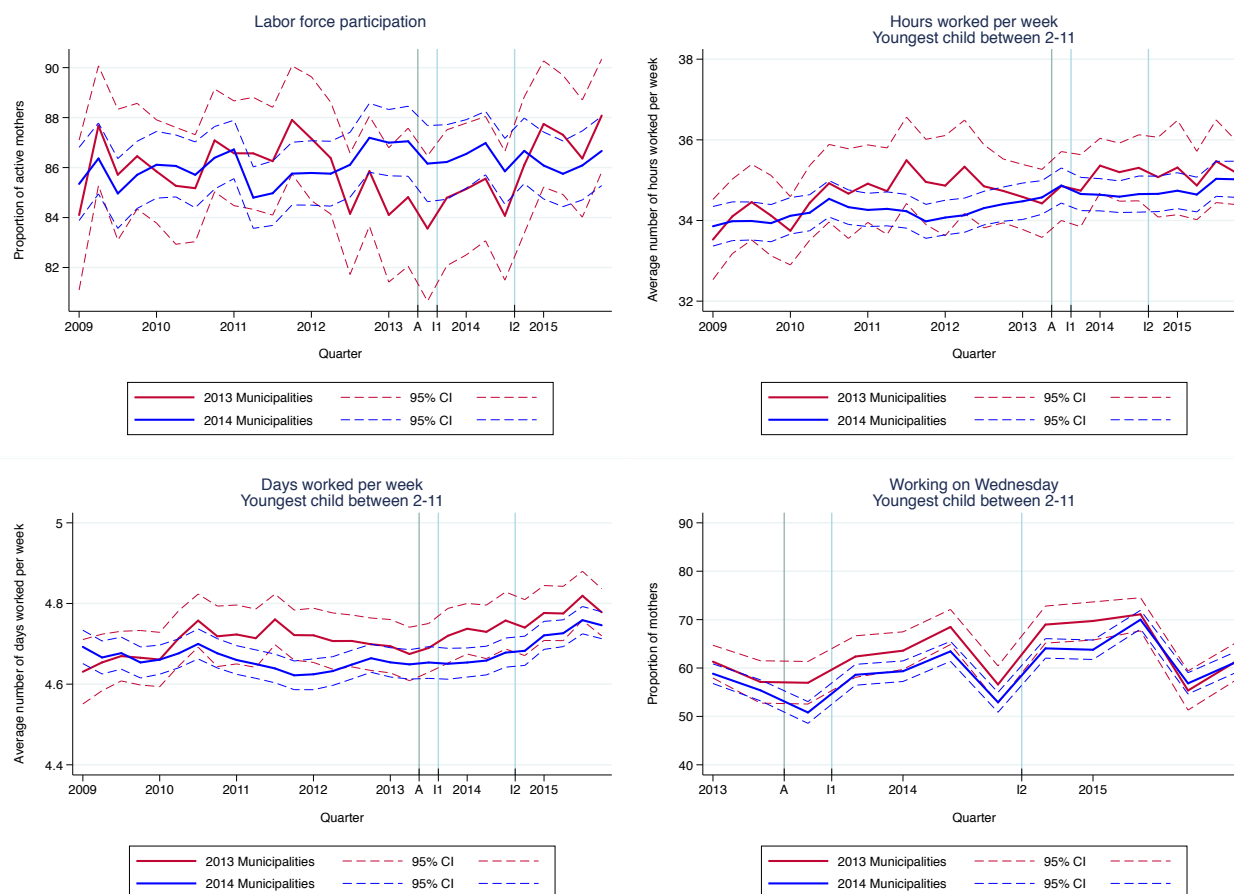 Labor force participation
Proportion of active mothers
90
88
86
84
82
2009 2010 2011 2012 2013 A I1 2014 I2 2015
Quarter
2013 Municipalities 95% CI
2014 Municipalities 95% CI
Hours worked per week
Youngest child between 2-11
Average number of hours worked per week
38
36
34
32
2009 2010 2011 2012 2013 A I1 2014 I2 2015
Quarter
2013 Municipalities 95% CI
2014 Municipalities 95% CI
Days worked per week
Youngest child between 2-11
Average number of days worked per week
5
4.8
4.6
4.4
2009 2010 2011 2012 2013 A I1 2014 I2 2015
Quarter
2013 Municipalities 95% CI
2014 Municipalities 95% CI
Working on Wednesday
Youngest child between 2-11
Proportion of mothers
90
80
70
60
50
40
2013 A I1 2014 I2 2015
Quarter
2013 Municipalities 95% CI
2014 Municipalities 95% CI